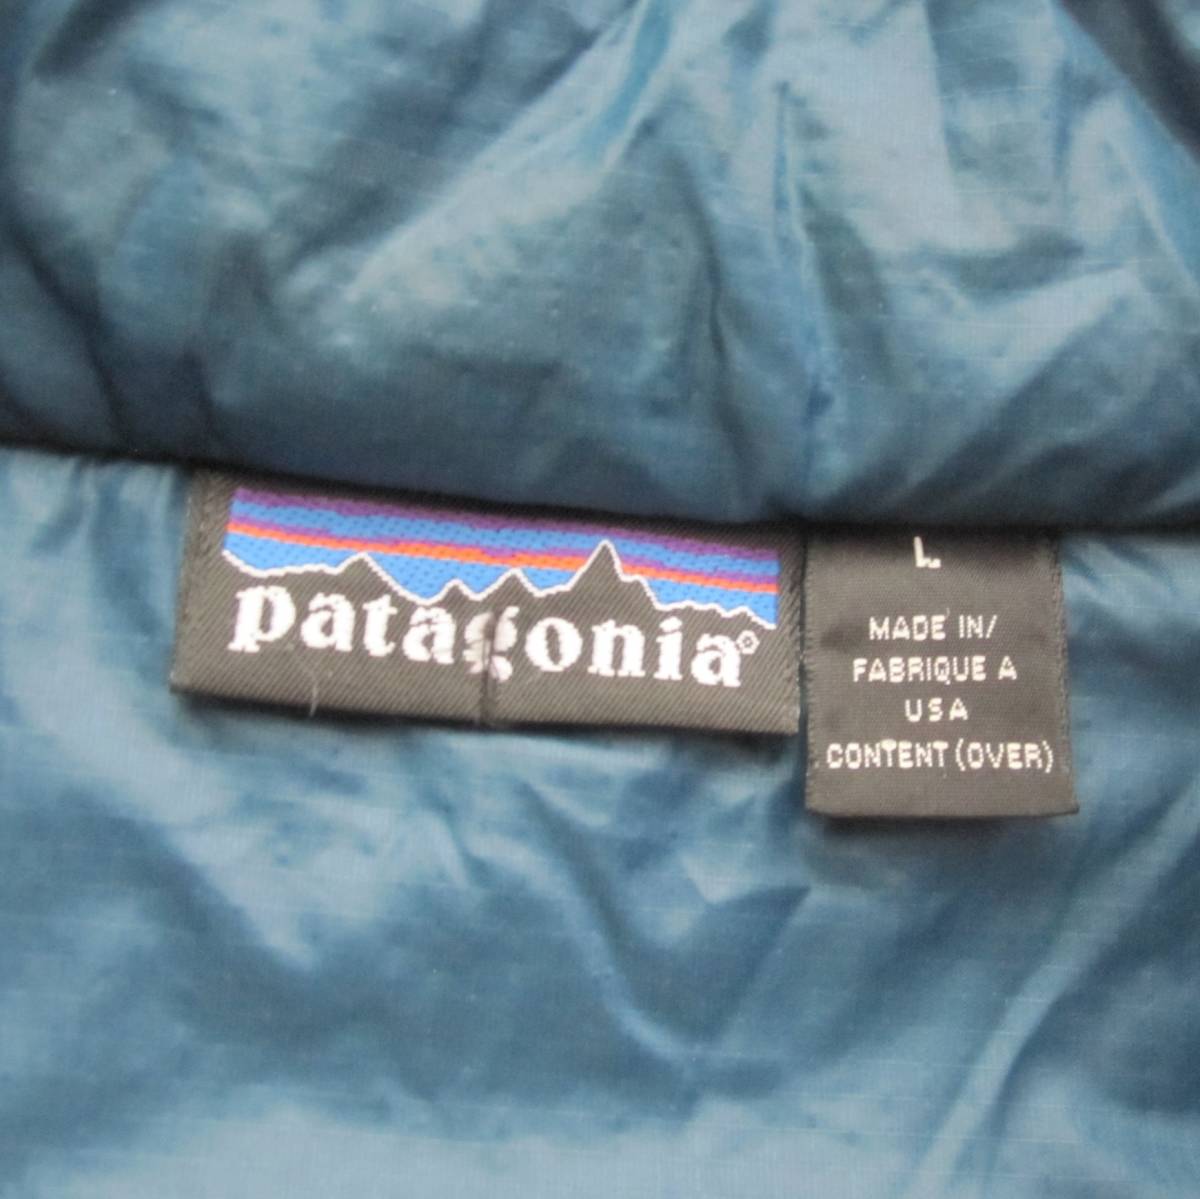 patagonia®
L
MADE IN/
FABRIQUE A
USA
CONTENT (OVER)